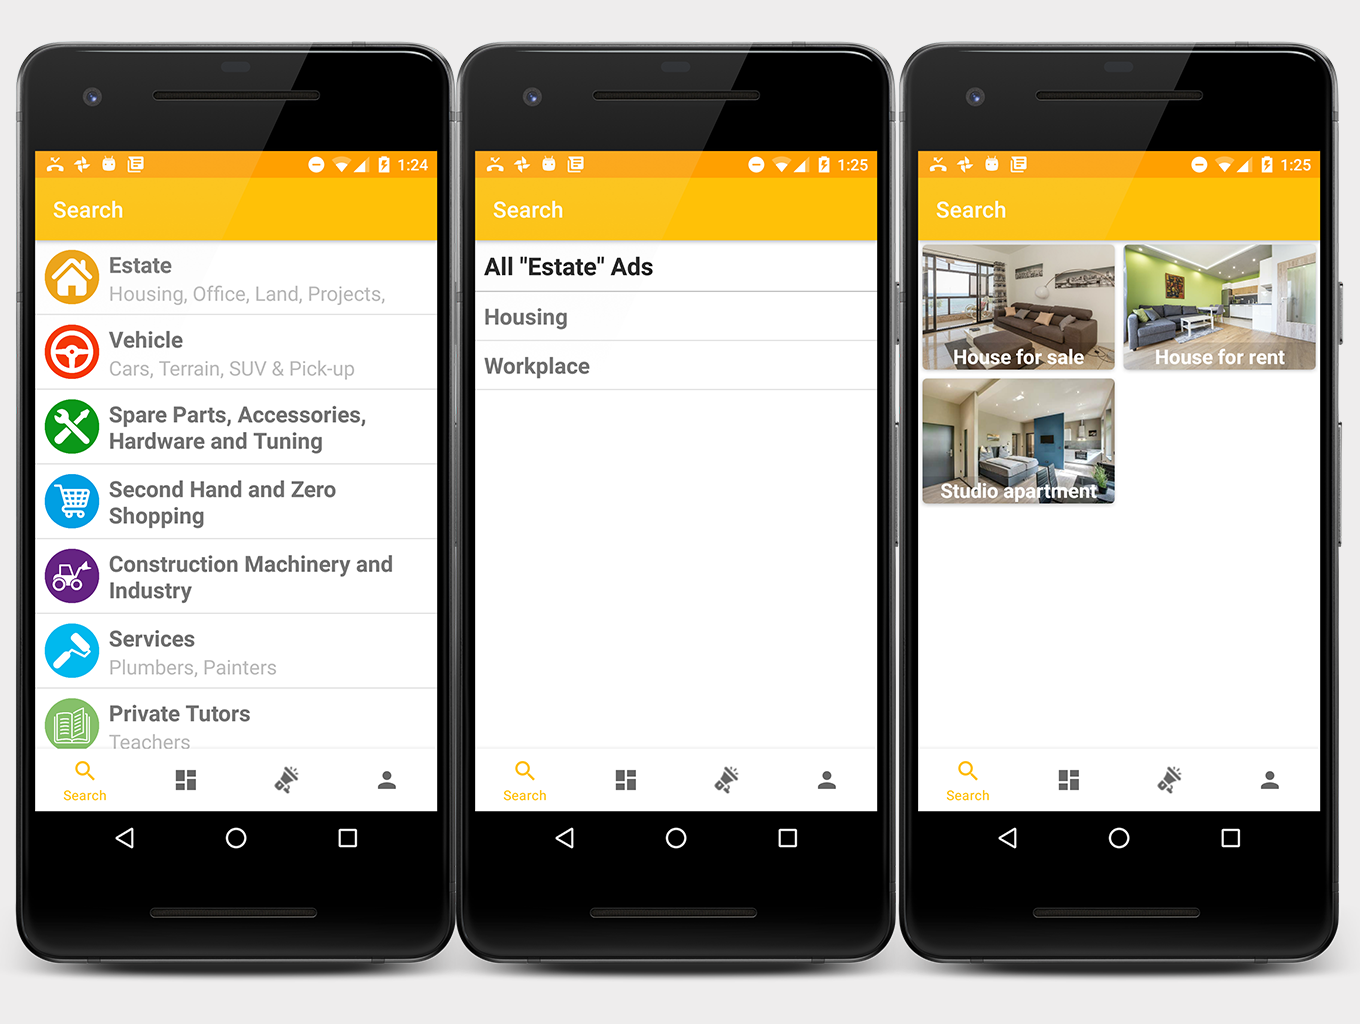 1:24
Search
Estate
Housing, Office, Land, Projects,
Vehicle
Cars, Terrain, SUV & Pick-up
Spare Parts, Accessories,
Hardware and Tuning
Second Hand and Zero
Shopping
Construction Machinery and
Industry
Services
Plumbers, Painters
Private Tutors
Teachers
Search
1:25
Search
All "Estate" Ads
Housing
Workplace
Search
1:25
Search
House for sale
House for rent
Studio apartment
Search